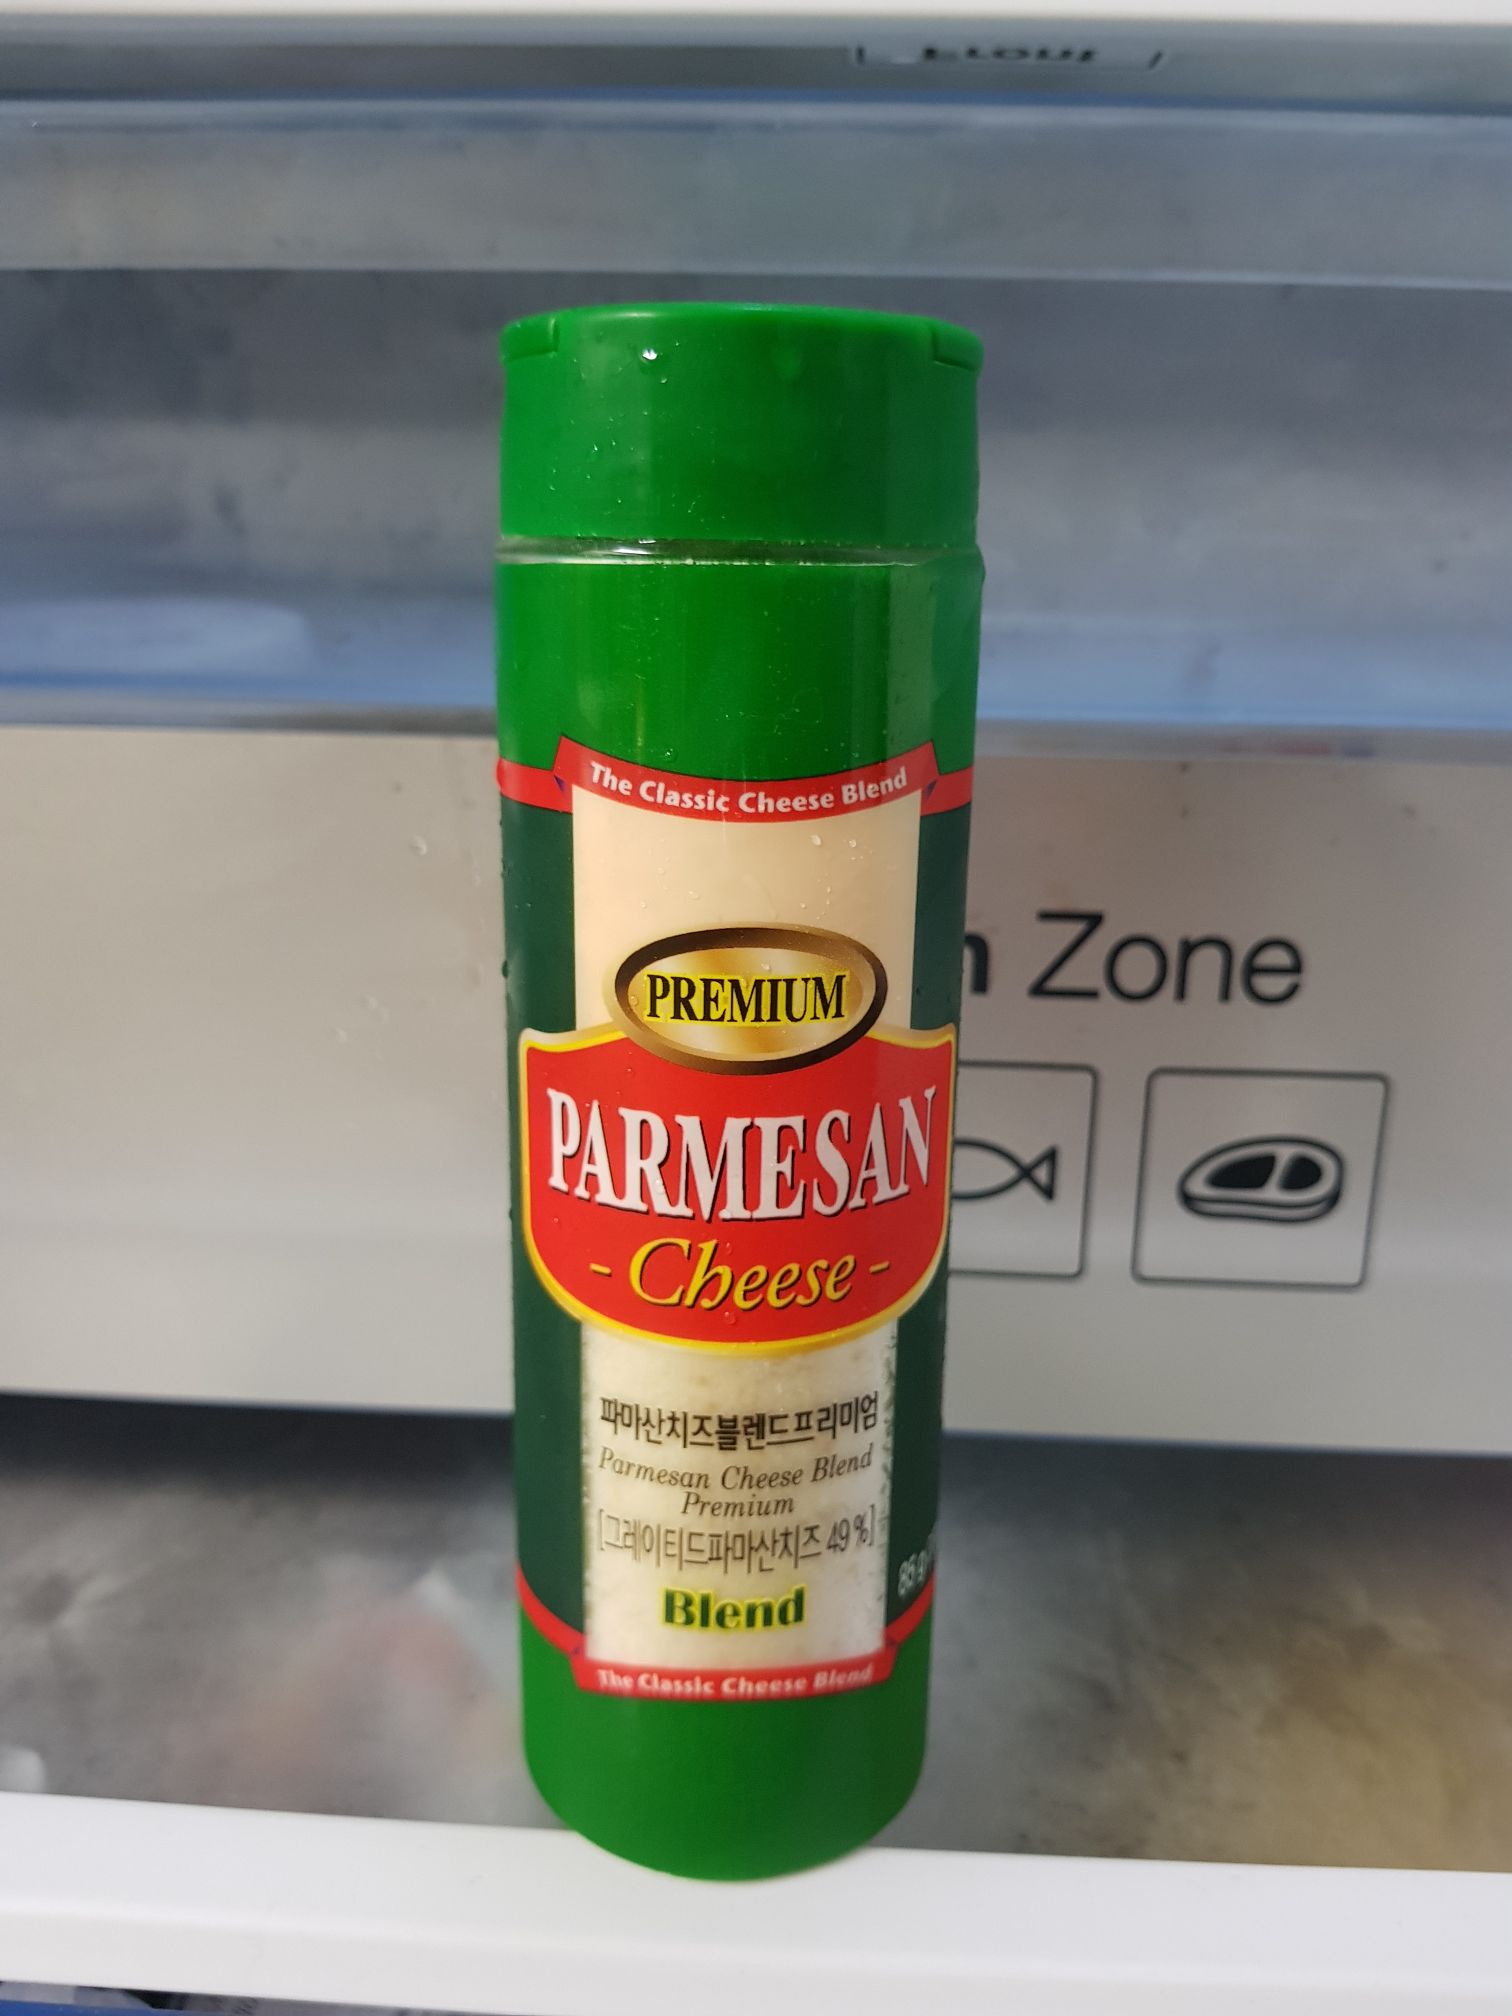 The Classic Cheese Blend
PREMIUM
PARMESAN
- Cheese -
파마산치즈블렌드프리미엄
Parmesan Cheese Blend
Premium
[그레이티드파마산치즈 49%]
85g
Blend
The Classic Cheese Blend
Zone